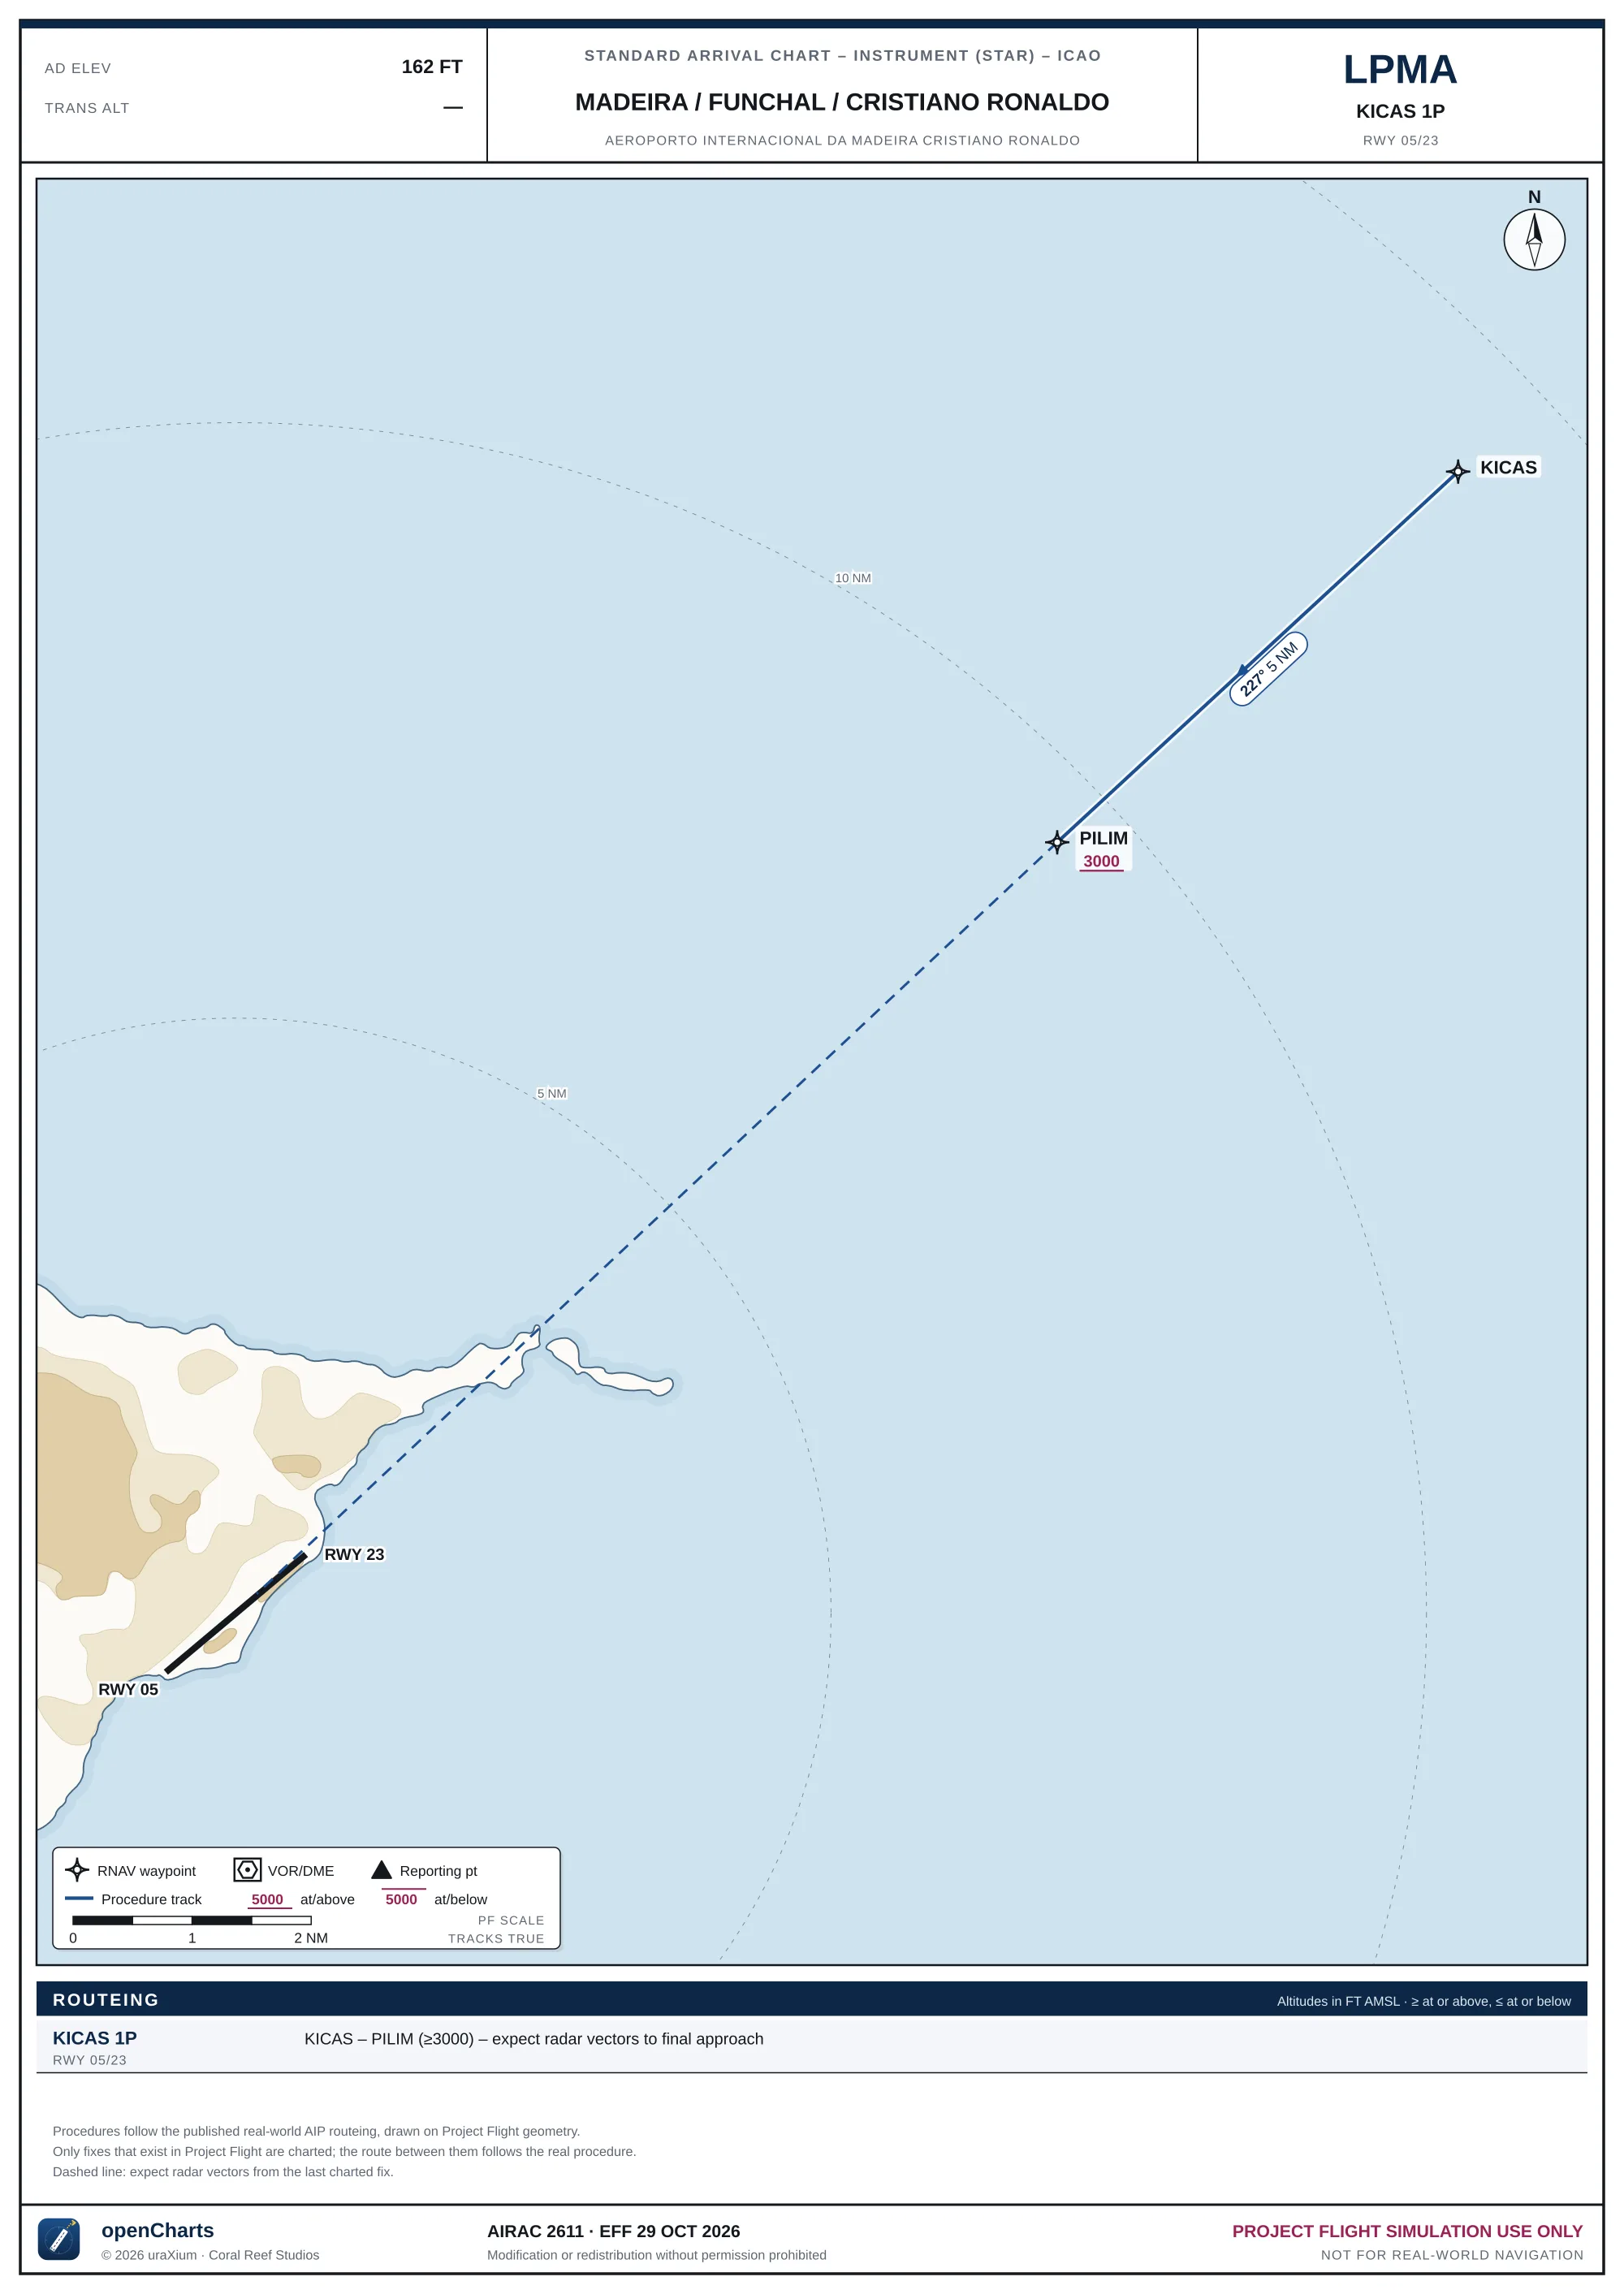 AD ELEV 162 FT
TRANS ALT —
STANDARD ARRIVAL CHART – INSTRUMENT (STAR) – ICAO
MADEIRA / FUNCHAL / CRISTIANO RONALDO
AEROPORTO INTERNACIONAL DA MADEIRA CRISTIANO RONALDO
LPMA
KICAS 1P
RWY 05/23
N
KICAS
10 NM
227° 5 NM
PILIM
3000
5 NM
RWY 23
RWY 05
RNAV waypoint VOR/DME Reporting pt
Procedure track 5000 at/above 5000 at/below
PF SCALE
0 1 2 NM TRACKS TRUE
ROUTEING Altitudes in FT AMSL · ≥ at or above, ≤ at or below
KICAS 1P KICAS – PILIM (≥3000) – expect radar vectors to final approach
RWY 05/23
Procedures follow the published real-world AIP routeing, drawn on Project Flight geometry.
Only fixes that exist in Project Flight are charted; the route between them follows the real procedure.
Dashed line: expect radar vectors from the last charted fix.
openCharts AIRAC 2611 · EFF 29 OCT 2026 PROJECT FLIGHT SIMULATION USE ONLY
© 2026 uraXium · Coral Reef Studios Modification or redistribution without permission prohibited NOT FOR REAL-WORLD NAVIGATION